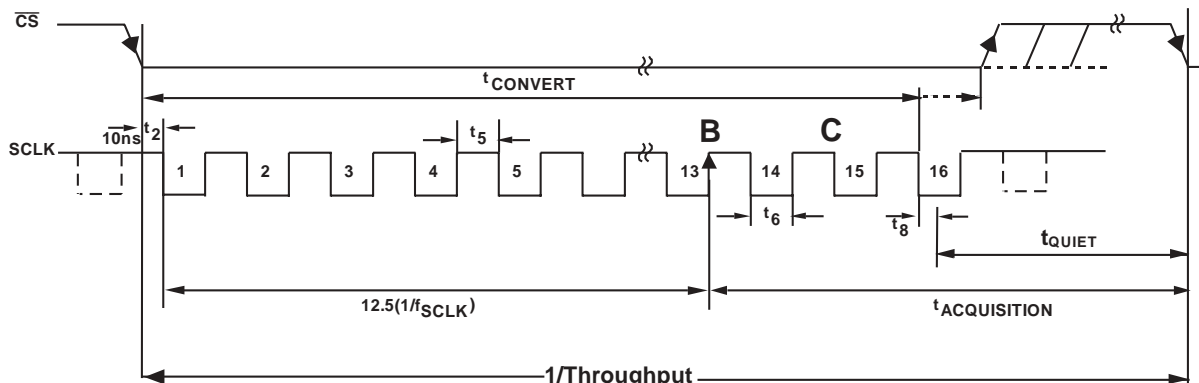 CS
tCONVERT
B
C
10ns
t2
t5
SCLK
1 2 3 4 5 13 14 15 16
t6
t8
tQUIET
12.5(1/fSCLK)
tACQUISITION
1/Throughput